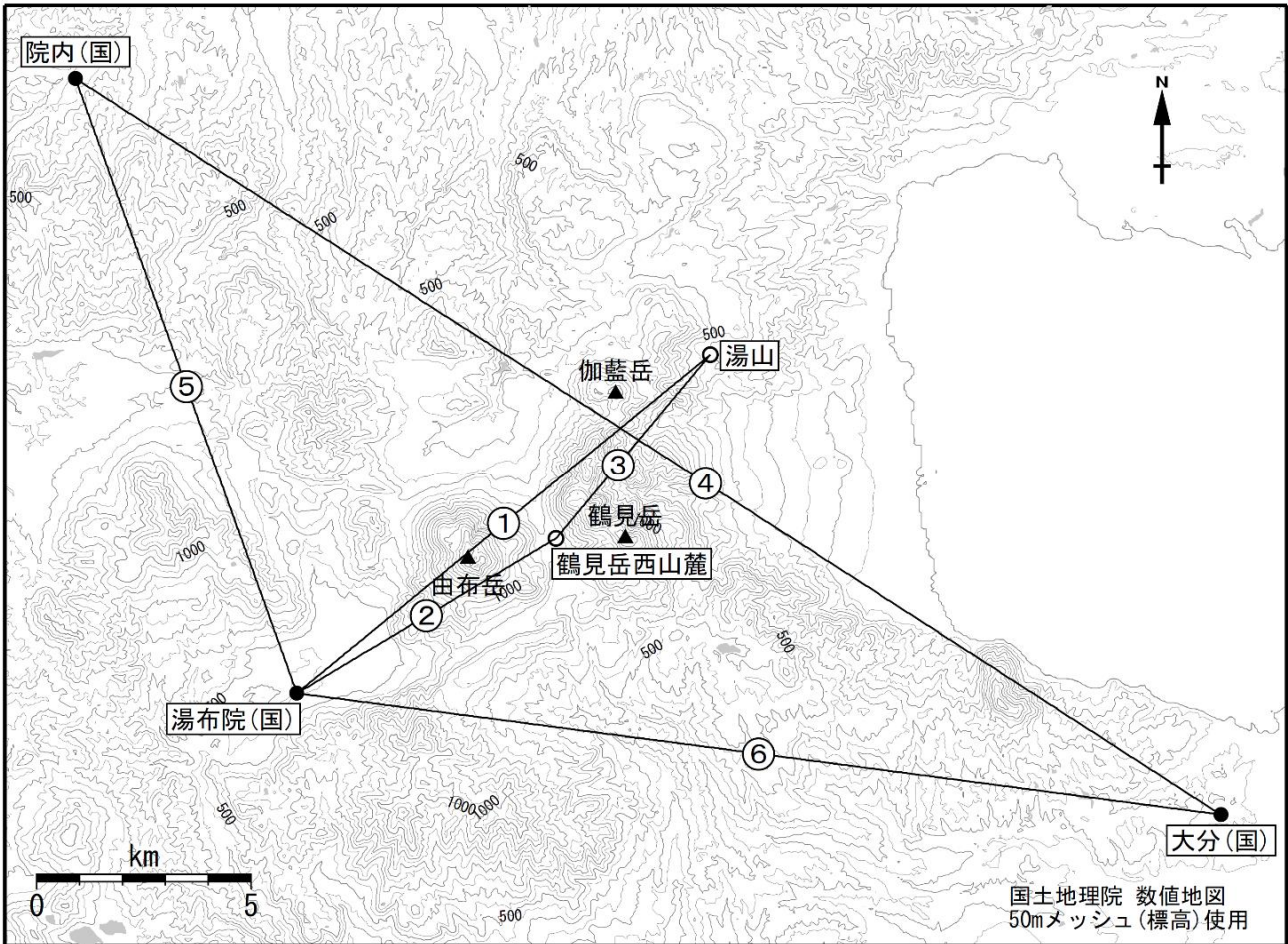 院内(国)
N
500
500
500
500
500
500
湯山
伽藍岳
⑤
③
④
鶴見岳
①
1000
鶴見岳西山麓
由布岳
1000
②
500
500
湯布院(国)
⑥
500
1000
1000
大分(国)
km
0 5
500
国土地理院 数値地図
50mメッシュ(標高)使用